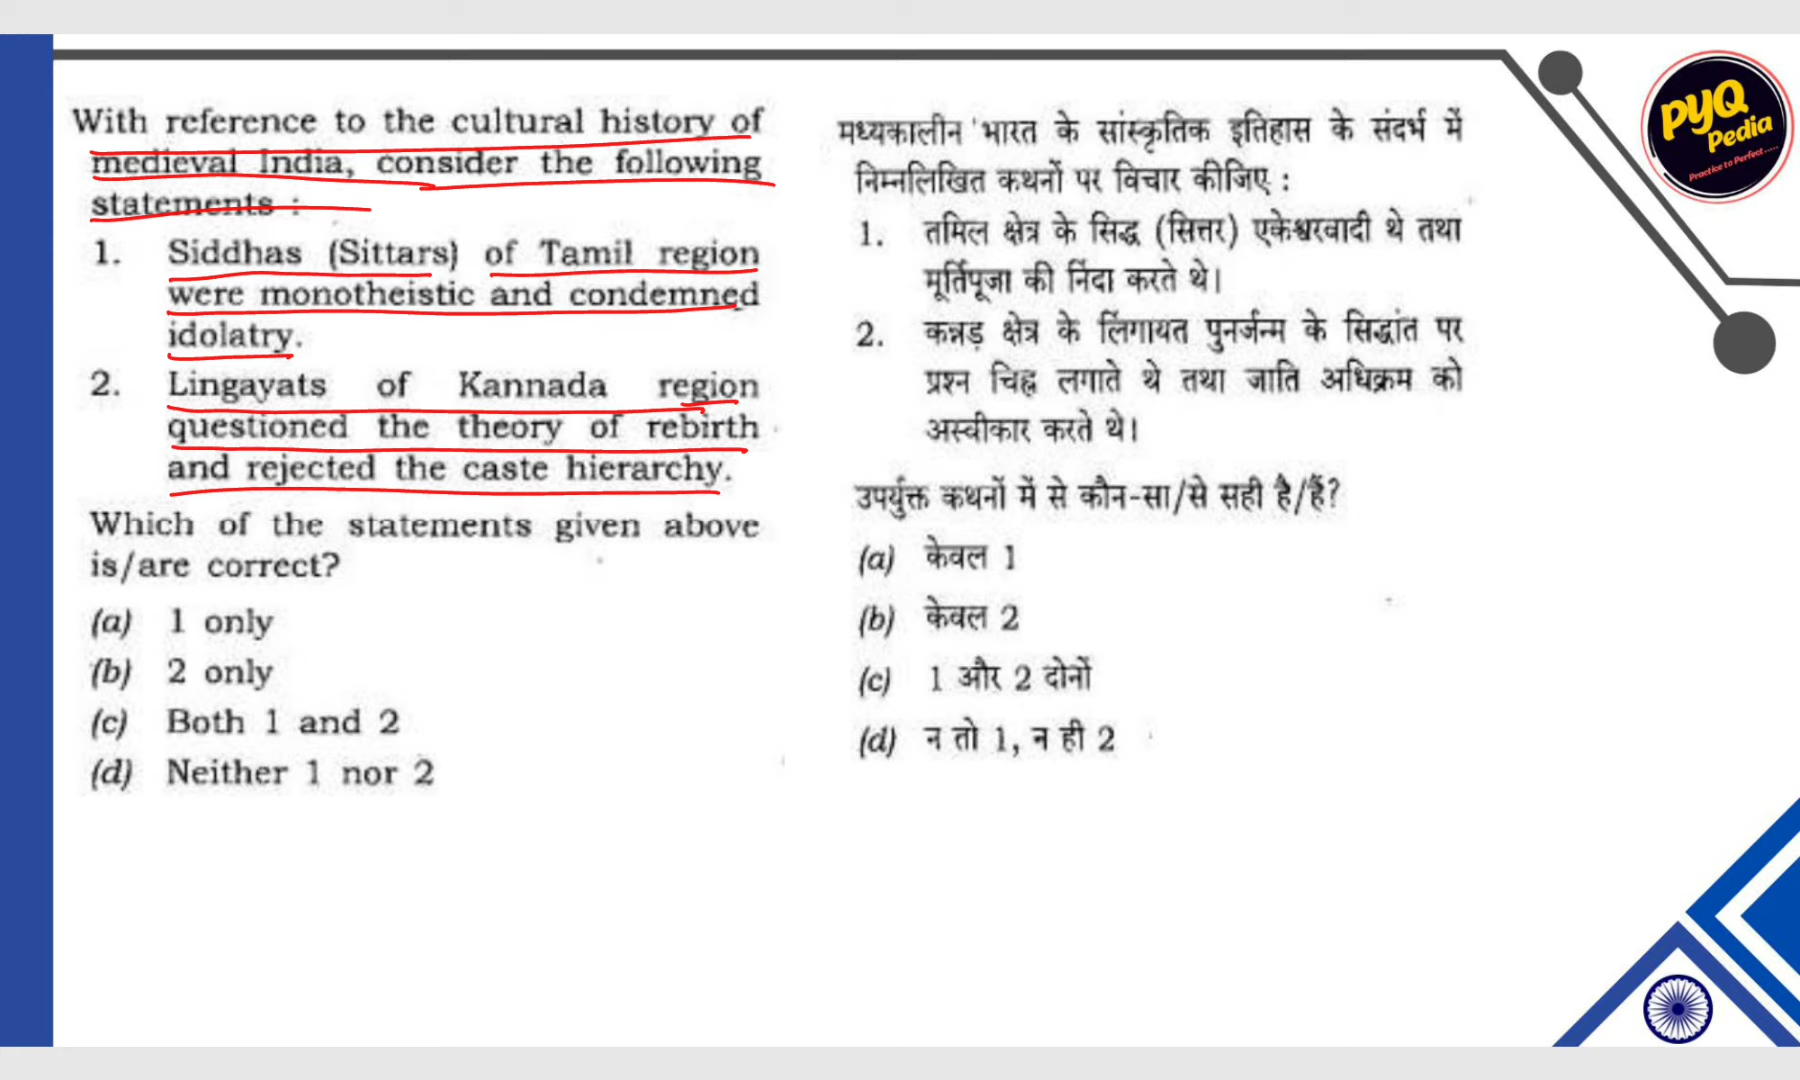 With reference to the cultural history of
medieval India, consider the following
statements :
1. Siddhas (Sittars) of Tamil region
were monotheistic and condemned
idolatry.
2. Lingayats of Kannada region
questioned the theory of rebirth
and rejected the caste hierarchy.
Which of the statements given above
is/are correct?
(a) 1 only
(b) 2 only
(c) Both 1 and 2
(d) Neither 1 nor 2
मध्यकालीन भारत के सांस्कृतिक इतिहास के संदर्भ में
निम्नलिखित कथनों पर विचार कीजिए :
1. तमिल क्षेत्र के सिद्ध (सित्तर) एकेश्वरवादी थे तथा
मूर्तिपूजा की निंदा करते थे।
2. कन्नड़ क्षेत्र के लिंगायत पुनर्जन्म के सिद्धांत पर
प्रश्न चिह्न लगाते थे तथा जाति अधिक्रम को
अस्वीकार करते थे।
उपर्युक्त कथनों में से कौन-सा/से सही है/हैं?
(a) केवल 1
(b) केवल 2
(c) 1 और 2 दोनों
(d) न तो 1, न ही 2
PYQ
Pedia
Practice to Perfect.....